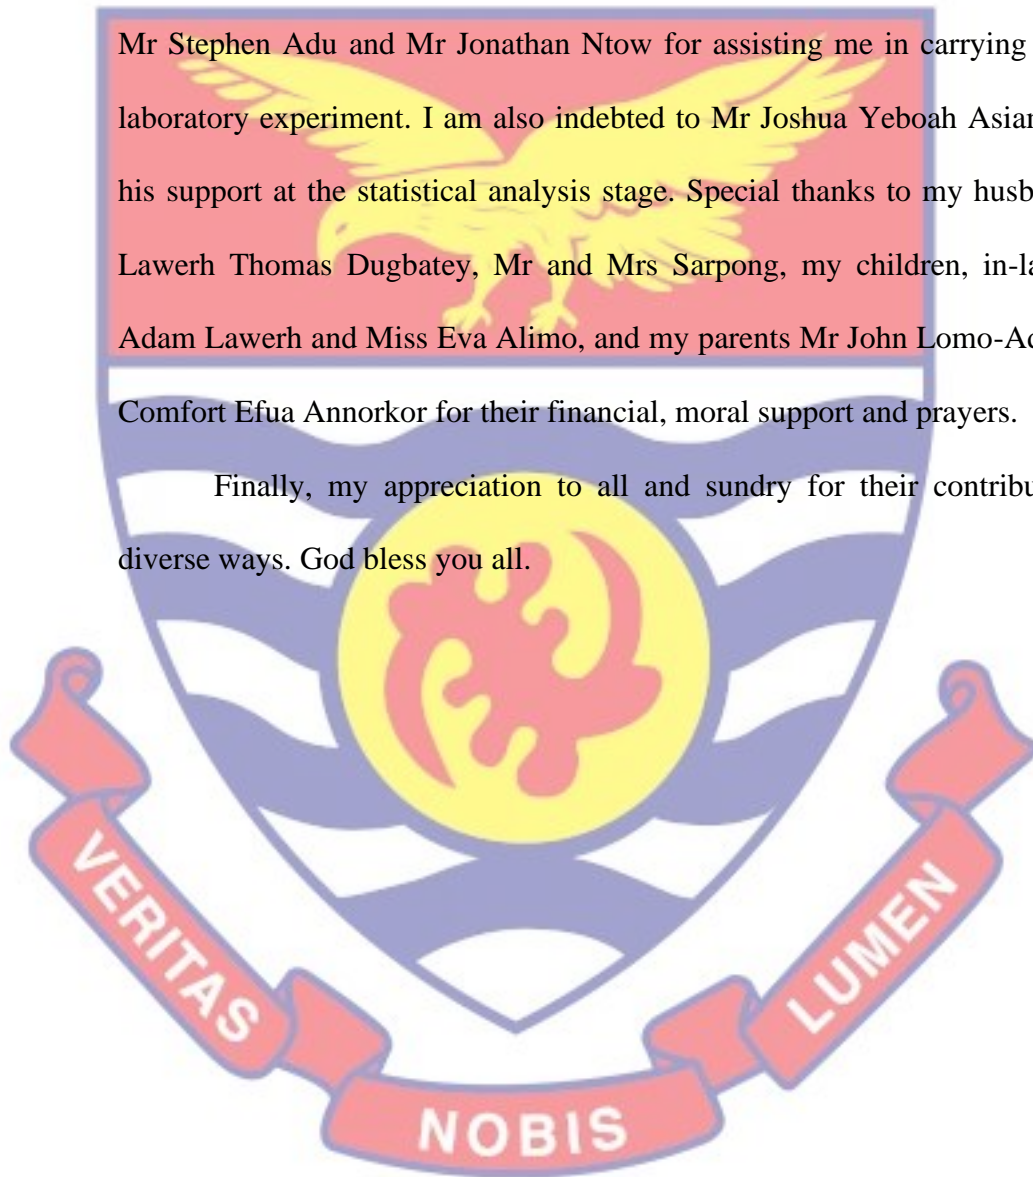 Mr Stephen Adu and Mr Jonathan Ntow for assisting me in carrying
laboratory experiment. I am also indebted to Mr Joshua Yeboah
his support at the statistical analysis stage. Special thanks to my
Lawerh Thomas Dugbatey, Mr and Mrs Sarpong, my children,
Adam Lawerh and Miss Eva Alimo, and my parents Mr John
Comfort Efua Annorkor for their financial, moral support and prayers.
Finally, my appreciation to all and sundry for their
diverse ways. God bless you all.
VERITAS
NOBIS
LUMEN